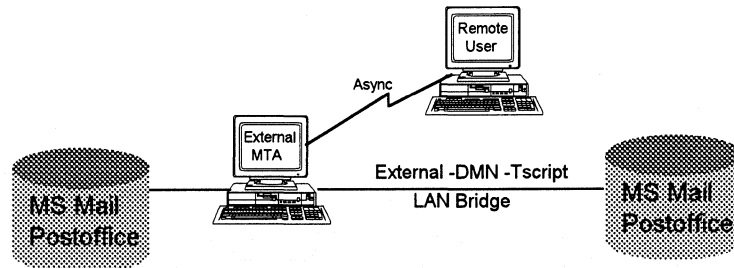 Remote
User
Async
External
MTA
External -DMN -Tscript
LAN Bridge
MS Mail
Postoffice
MS Mail
Postoffice